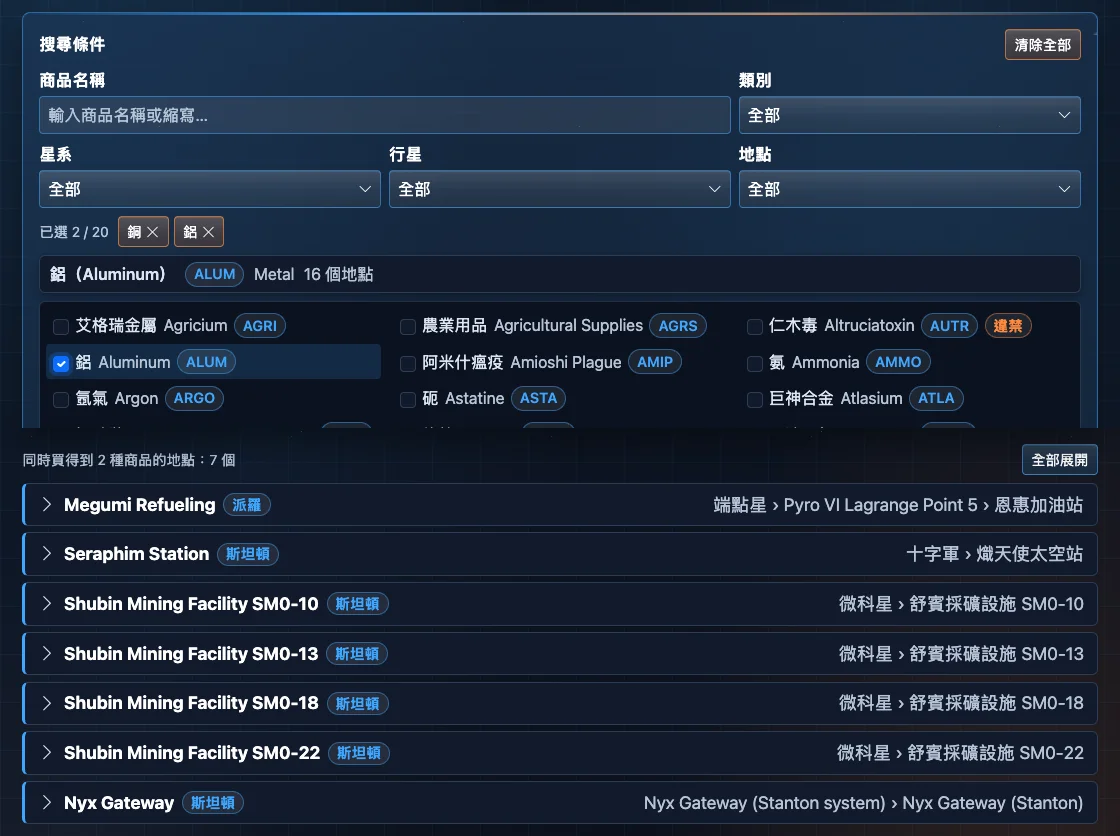 搜尋條件 清除全部
商品名稱 類別
輸入商品名稱或縮寫... 全部
星系 行星 地點
全部 全部 全部
已選 2 / 20 銅 × 鋁 ×
鋁（Aluminum） ALUM Metal 16 個地點
艾格瑞金屬 Agricium AGRI 農業用品 Agricultural Supplies AGRS 仁木毒 Altruciatoxin AUTR 違禁
鋁 Aluminum ALUM 阿米什瘟疫 Amioshi Plague AMIP 氨 Ammonia AMMO
氬氣 Argon ARGO 砈 Astatine ASTA 巨神合金 Atlasium ATLA
同時買得到 2 種商品的地點：7 個 全部展開
Megumi Refueling 派羅 端點星 › Pyro VI Lagrange Point 5 › 恩惠加油站
Seraphim Station 斯坦頓 十字軍 › 熾天使太空站
Shubin Mining Facility SM0-10 斯坦頓 微科星 › 舒賓採礦設施 SM0-10
Shubin Mining Facility SM0-13 斯坦頓 微科星 › 舒賓採礦設施 SM0-13
Shubin Mining Facility SM0-18 斯坦頓 微科星 › 舒賓採礦設施 SM0-18
Shubin Mining Facility SM0-22 斯坦頓 微科星 › 舒賓採礦設施 SM0-22
Nyx Gateway 斯坦頓 Nyx Gateway (Stanton system) › Nyx Gateway (Stanton)